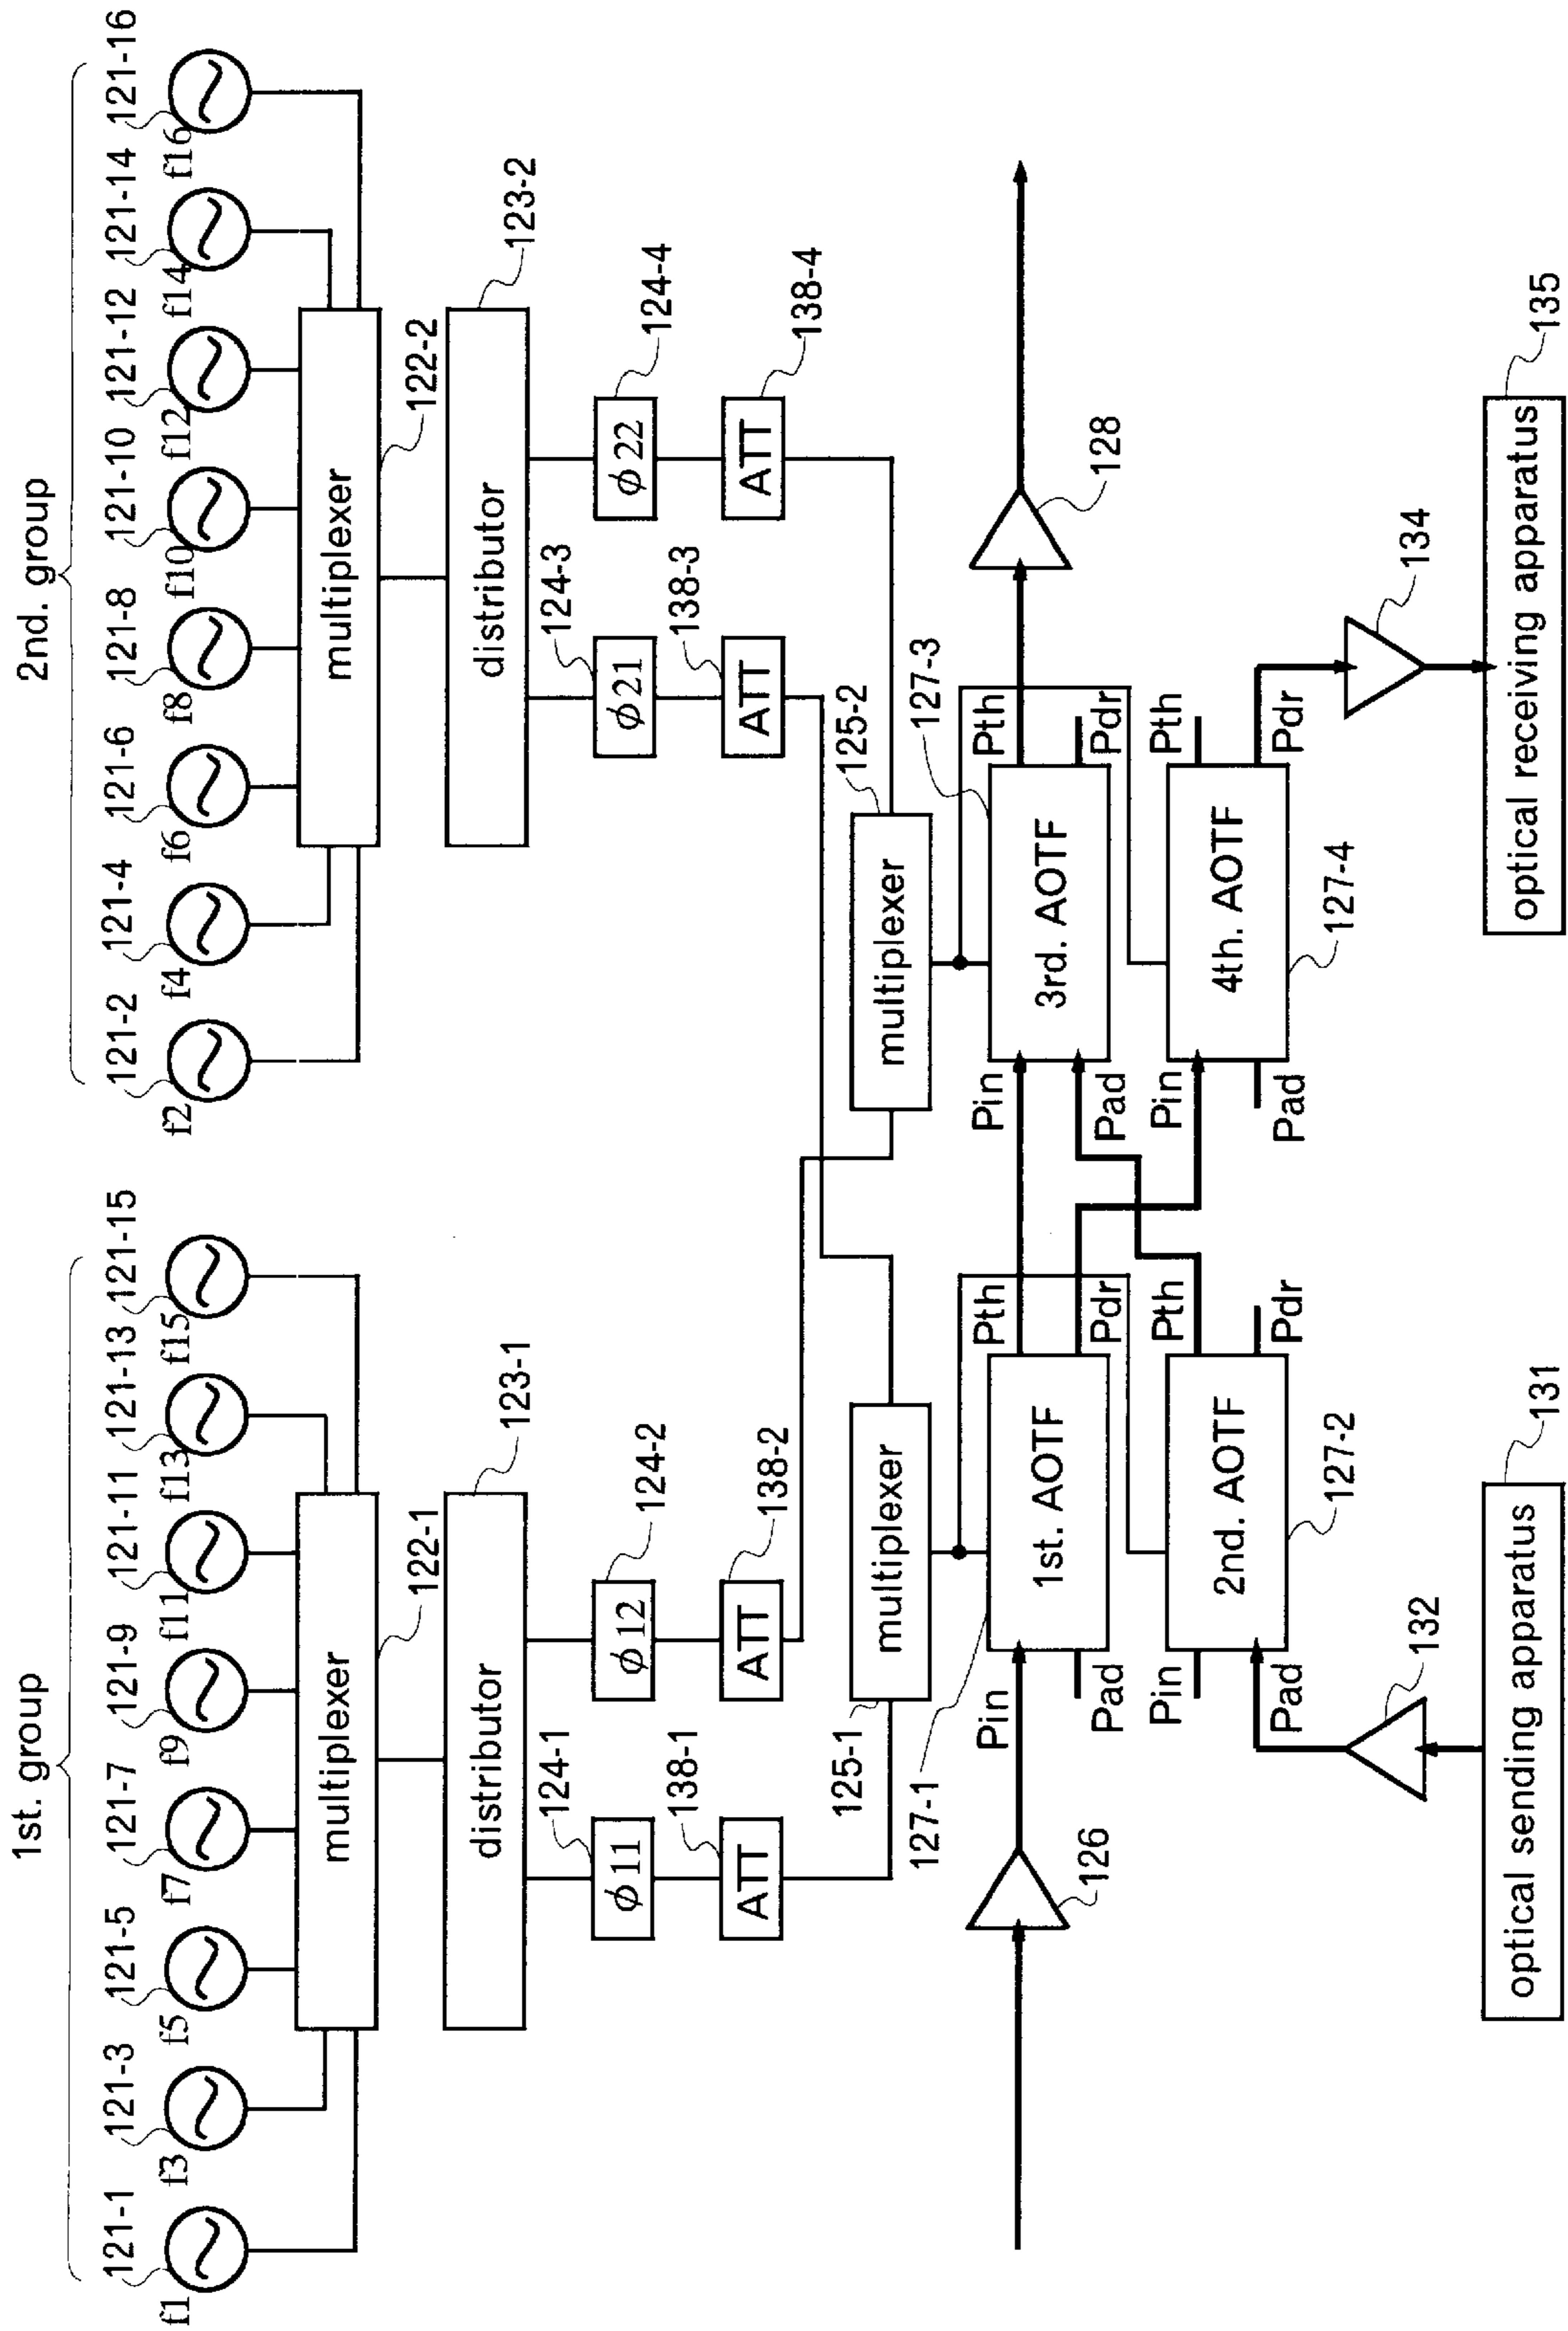 1st. group
2nd. group
121-1
121-3
121-5
121-7
121-9
121-11
121-13
121-15
121-2
121-4
121-6
121-8
121-10
121-12
121-14
121-16
f1
f3
f5
f7
f9
f11
f13
f15
f2
f4
f6
f8
f10
f12
f14
f16
multiplexer
122-1
multiplexer
122-2
distributor
123-1
distributor
123-2
124-1
ϕ11
124-2
ϕ12
124-3
ϕ21
124-4
ϕ22
138-1
ATT
138-2
ATT
138-3
ATT
138-4
ATT
125-1
multiplexer
125-2
multiplexer
126
127-1
Pin
Pad
1st. AOTF
Pth
Pdr
Pin
Pad
3rd. AOTF
127-3
Pth
Pdr
128
Pin
Pad
2nd. AOTF
127-2
Pth
Pdr
Pin
Pad
4th. AOTF
127-4
Pth
Pdr
132
134
optical sending apparatus
131
optical receiving apparatus
135